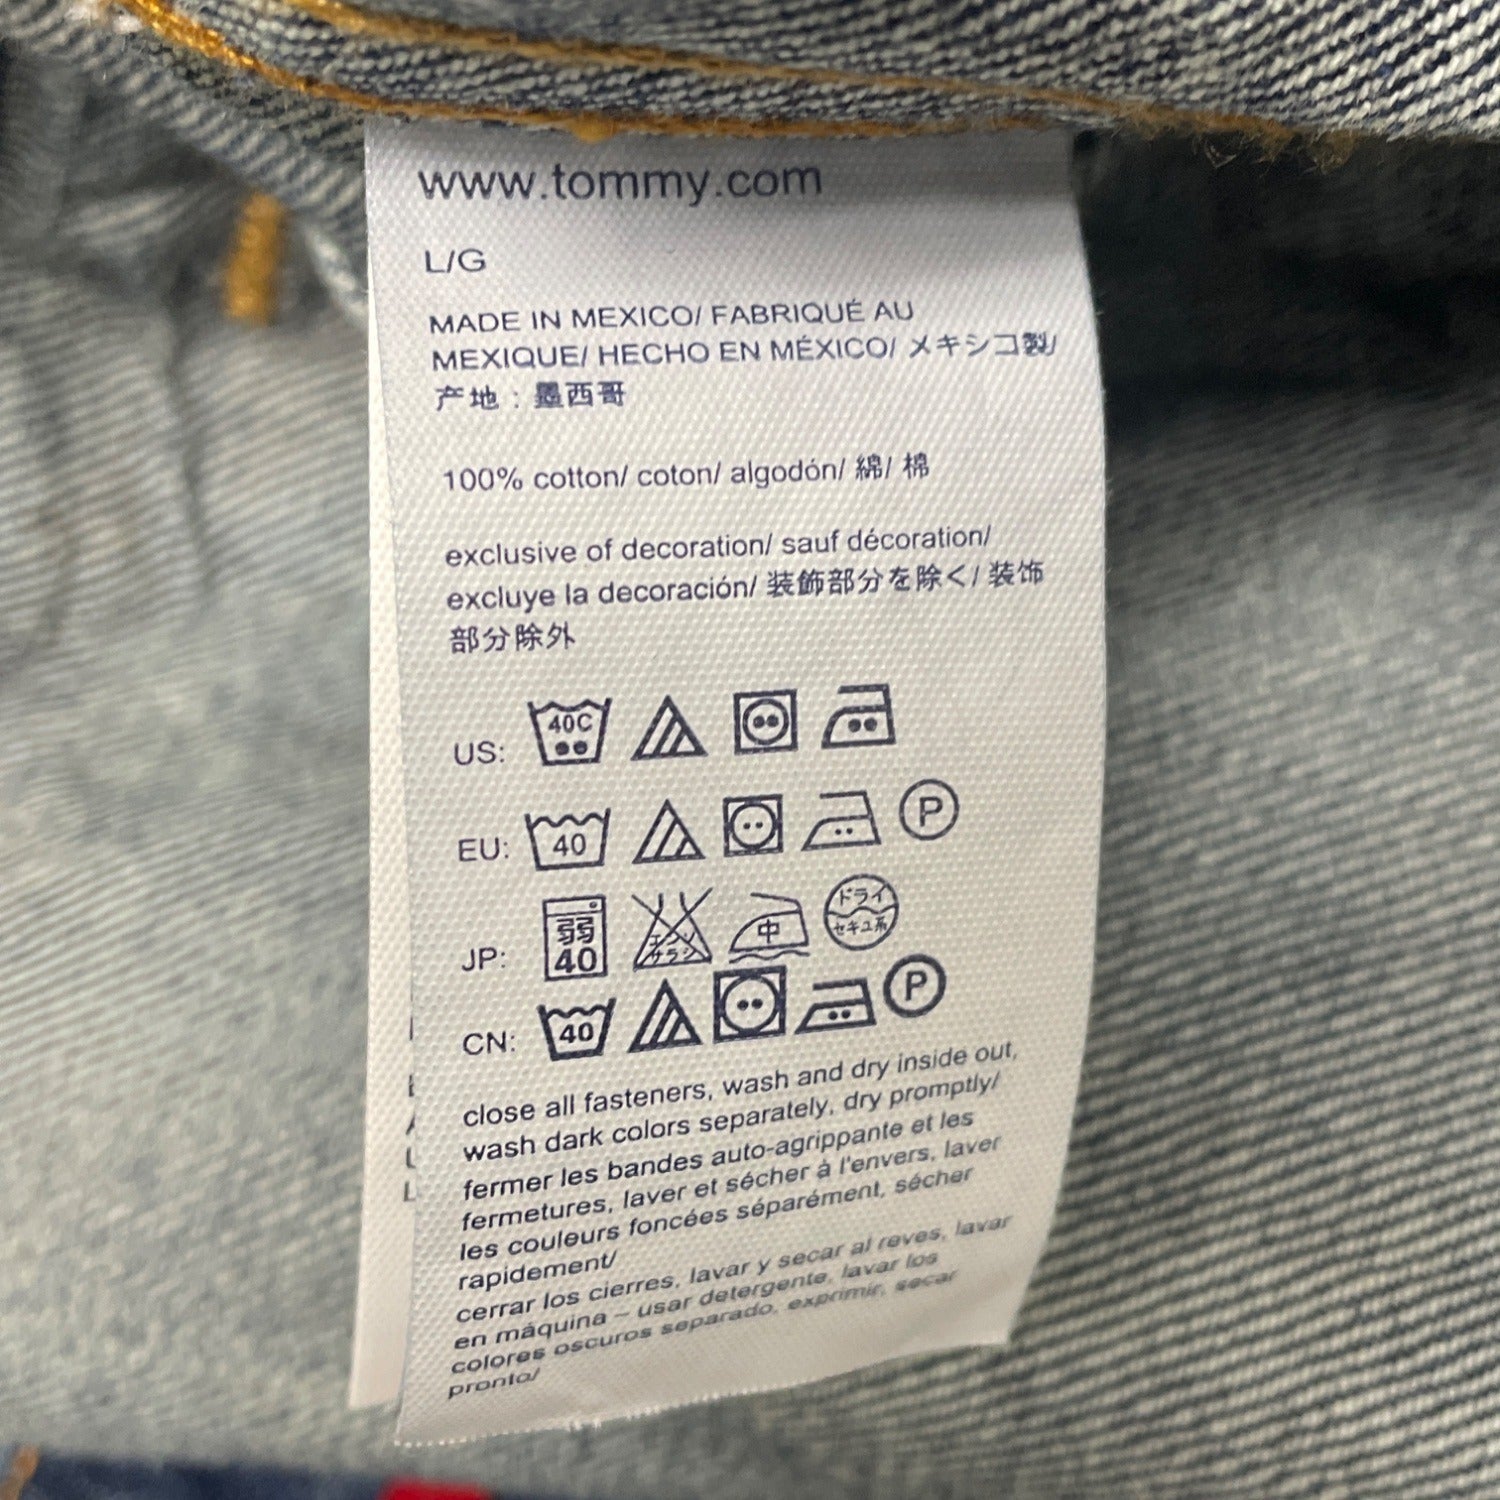 www.tommy.com
L/G
MADE IN MEXICO/ FABRIQUÉ AU
MEXIQUE/ HECHO EN MÉXICO/ メキシコ製/
产地 : 墨西哥
100% cotton/ coton/ algodón/ 綿/ 棉
exclusive of decoration/ sauf décoration/
excluye la decoración/ 装飾部分を除く/ 装饰
部分除外
US: 40C
EU: 40 P
JP: 弱 40 エンソ サラシ 中 ドライ セキユ系
CN: 40 P
close all fasteners, wash and dry inside out,
wash dark colors separately, dry promptly/
fermer les bandes auto-agrippante et les
fermetures, laver et sécher à l'envers, laver
les couleurs foncées séparément, sécher
rapidement/
cerrar los cierres, lavar y secar al reves, lavar
en máquina – usar detergente, lavar los
colores oscuros separado, exprimir, secar
pronto/